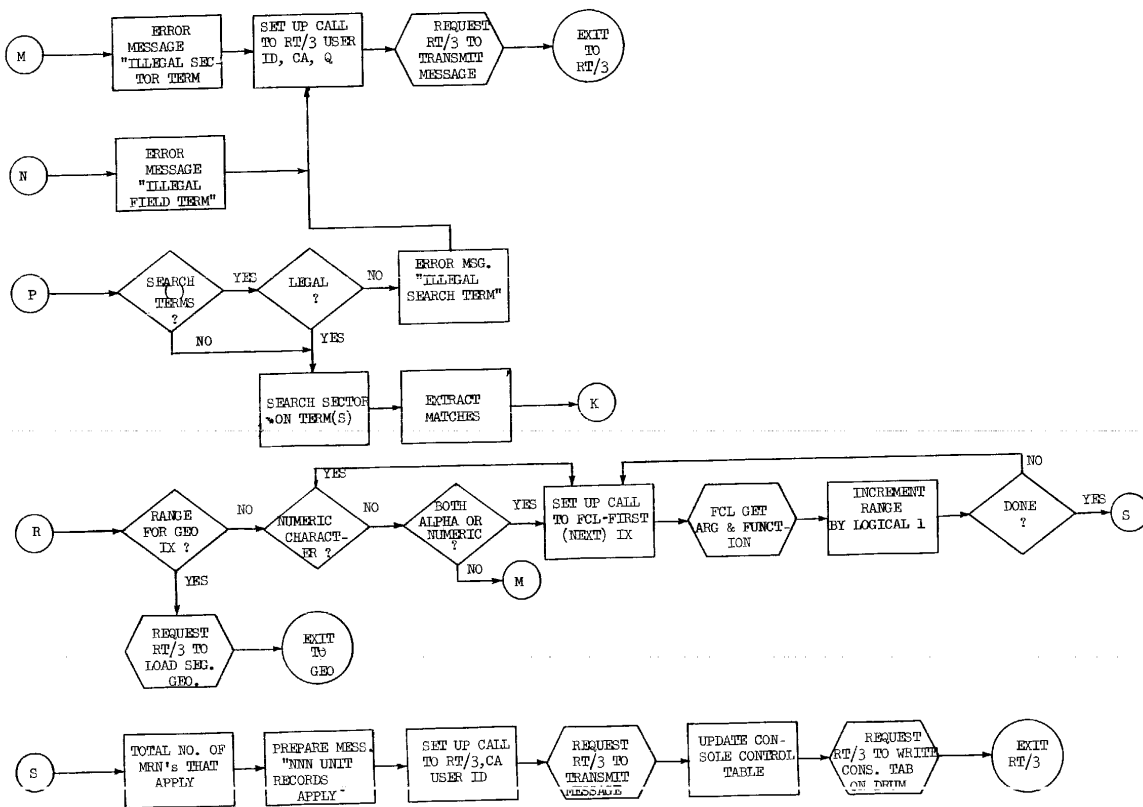 M
ERROR
MESSAGE
"ILLEGAL SEC-
TOR TERM
SET UP CALL
TO RT/3 USER
ID, CA, Q
REQUEST
RT/3 TO
TRANSMIT
MESSAGE
EXIT
TO
RT/3
N
ERROR
MESSAGE
"ILLEGAL
FIELD TERM"
P
SEARCH
TERMS
?
YES
NO
LEGAL
?
NO
YES
ERROR MSG.
"ILLEGAL
SEARCH TERM"
SEARCH SECTOR
ON TERM(S)
EXTRACT
MATCHES
K
R
RANGE
FOR GEO
IX ?
NO
YES
NUMERIC
CHARACT-
ER ?
YES
NO
BOTH
ALPHA OR
NUMERIC
?
YES
NO
M
SET UP CALL
TO FCL-FIRST
(NEXT) IX
FCL GET
ARG & FUNCT-
ION
INCREMENT
RANGE
BY LOGICAL 1
DONE
?
NO
YES
S
REQUEST
RT/3 TO
LOAD SEG.
GEO.
EXIT
TO
GEO
S
TOTAL NO. OF
MRN's THAT
APPLY
PREPARE MESS.
"NNN UNIT
RECORDS
APPLY"
SET UP CALL
TO RT/3,CA
USER ID
REQUEST
RT/3 TO
TRANSMIT
MESSAGE
UPDATE CON-
SOLE CONTROL
TABLE
REQUEST
RT/3 TO WRITE
CONS. TAB
ON DRUM
EXIT
RT/3